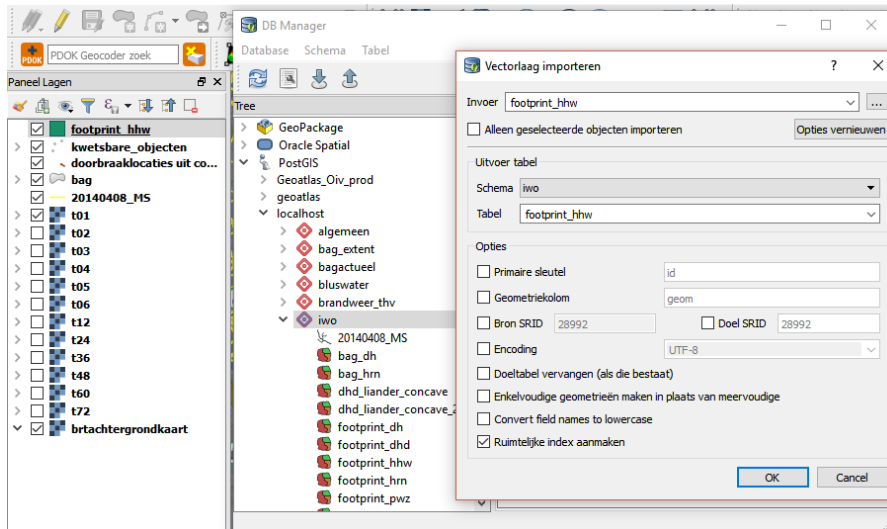 PDOK
PDOK Geocoder zoek
Paneel Lagen
footprint_hhw
kwetsbare_objecten
doorbraaklocaties uit co...
bag
20140408_MS
t01
t02
t03
t04
t05
t06
t12
t24
t36
t48
t60
t72
brtachtergrondkaart
DB Manager
Database Schema Tabel
Tree
GeoPackage
Oracle Spatial
PostGIS
Geoatlas_Oiv_prod
geoatlas
localhost
algemeen
bag_extent
bagactueel
bluswater
brandweer_thv
iwo
20140408_MS
bag_dh
bag_hrn
dhd_liander_concave
dhd_liander_concave_2
footprint_dh
footprint_dhd
footprint_hhw
footprint_hrn
footprint_pwz
Vectorlaag importeren
?
Invoer footprint_hhw ...
Alleen geselecteerde objecten importeren Opties vernieuwen
Uitvoer tabel
Schema iwo
Tabel footprint_hhw
Opties
Primaire sleutel id
Geometriekolom geom
Bron SRID 28992 Doel SRID 28992
Encoding UTF-8
Doeltabel vervangen (als die bestaat)
Enkelvoudige geometrieën maken in plaats van meervoudige
Convert field names to lowercase
Ruimtelijke index aanmaken
OK Cancel